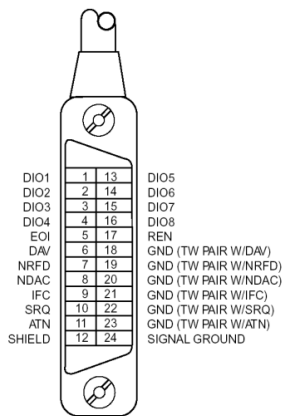 DIO1 1 13 DIO5
DIO2 2 14 DIO6
DIO3 3 15 DIO7
DIO4 4 16 DIO8
EOI 5 17 REN
DAV 6 18 GND (TW PAIR W/DAV)
NRFD 7 19 GND (TW PAIR W/NRFD)
NDAC 8 20 GND (TW PAIR W/NDAC)
IFC 9 21 GND (TW PAIR W/IFC)
SRQ 10 22 GND (TW PAIR W/SRQ)
ATN 11 23 GND (TW PAIR W/ATN)
SHIELD 12 24 SIGNAL GROUND